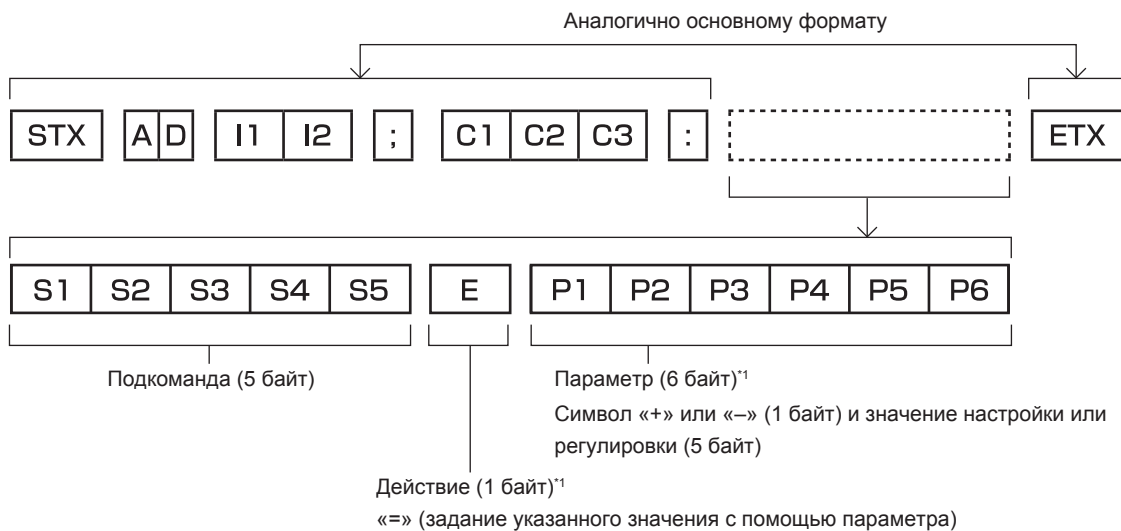 Аналогично основному формату
STX A D I1 I2 ; C1 C2 C3 : ETX
S1 S2 S3 S4 S5 E P1 P2 P3 P4 P5 P6
Подкоманда (5 байт)
Параметр (6 байт)*1
Символ «+» или «–» (1 байт) и значение настройки или
регулировки (5 байт)
Действие (1 байт)*1
«=» (задание указанного значения с помощью параметра)